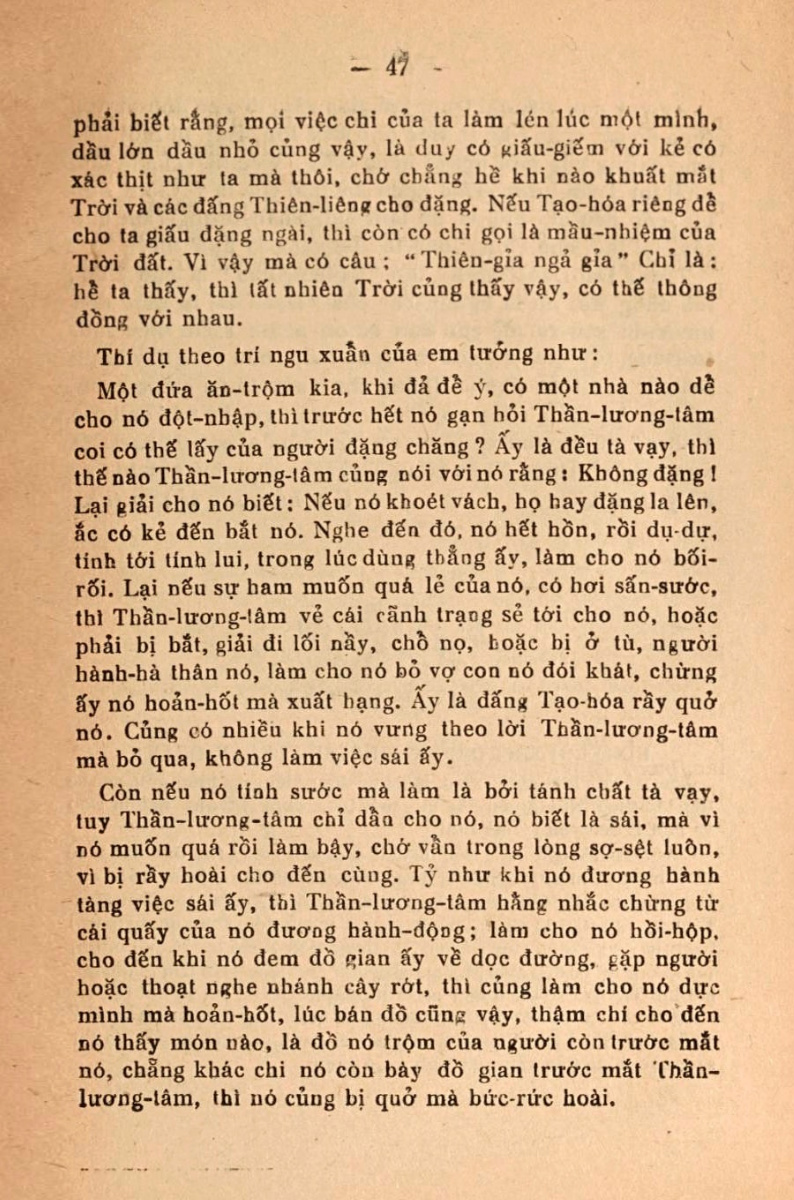 — 47 -
phải biết rằng, mọi việc chi của ta làm lén lúc một mình,
dầu lớn dầu nhỏ củng vậy, là duy có giấu-giếm với kẻ có
xác thịt như ta mà thôi, chớ chẳng hề khi nào khuất mắt
Trời và các đấng Thiên-liêng cho đặng. Nếu Tạo-hóa riêng để
cho ta giấu đặng ngài, thì còn có chi gọi là mầu-nhiệm của
Trời đất. Vì vậy mà có câu : "Thiên-gỉa ngả gỉa" Chỉ là :
hể ta thấy, thì tất nhiên Trời củng thấy vậy, có thể thông
đồng với nhau.
Thí dụ theo trí ngu xuẩn của em tưởng như :
Một đứa ăn-trộm kia, khi đả để ý, có một nhà nào dể
cho nó đột-nhập, thì trước hết nó gạn hỏi Thần-lương-tâm
coi có thể lấy của người đặng chăng ? Ấy là đều tà vạy, thì
thế nào Thần-lương-tâm củng nói với nó rằng : Không đặng !
Lại giải cho nó biết : Nếu nó khoét vách, họ hay đặng la lên,
ắc có kẻ đến bắt nó. Nghe đến đó, nó hết hồn, rồi dụ-dự,
tính tới tính lui, trong lúc dùng thẳng ấy, làm cho nó bối-
rối. Lại nếu sự ham muốn quá lẻ của nó, có hơi sấn-sước,
thì Thần-lương-tâm vẻ cái cãnh trạng sẻ tới cho nó, hoặc
phải bị bắt, giải đi lối nầy, chổ nọ, hoặc bị ở tù, người
hành-hà thân nó, làm cho nó bỏ vợ con nó đói khát, chừng
ấy nó hoản-hốt mà xuất hạng. Ấy là đấng Tạo-hóa rầy quở
nó. Củng có nhiều khi nó vưng theo lời Thần-lương-tâm
mà bỏ qua, không làm việc sái ấy.
Còn nếu nó tính sước mà làm là bởi tánh chất tà vạy,
tuy Thần-lương-tâm chỉ dẩn cho nó, nó biết là sái, mà vì
nó muốn quá rồi làm bậy, chớ vẩn trong lòng sợ-sệt luôn,
vì bị rầy hoài cho đến cùng. Tỷ như khi nó đương hành
tàng việc sái ấy, thì Thần-lương-tâm hằng nhắc chừng từ
cái quấy của nó đương hành-động ; làm cho nó hồi-hộp,
cho đến khi nó đem đồ gian ấy về dọc đường, gặp người
hoặc thoạt nghe nhánh cây rớt, thì củng làm cho nó dực
mình mà hoản-hốt, lúc bán đồ cũng vậy, thậm chí cho đến
nó thấy món nào, là đồ nó trộm của người còn trước mắt
nó, chẳng khác chi nó còn bày đồ gian trước mắt Thần-
lương-tâm, thì nó củng bị quở mà bức-rức hoài.